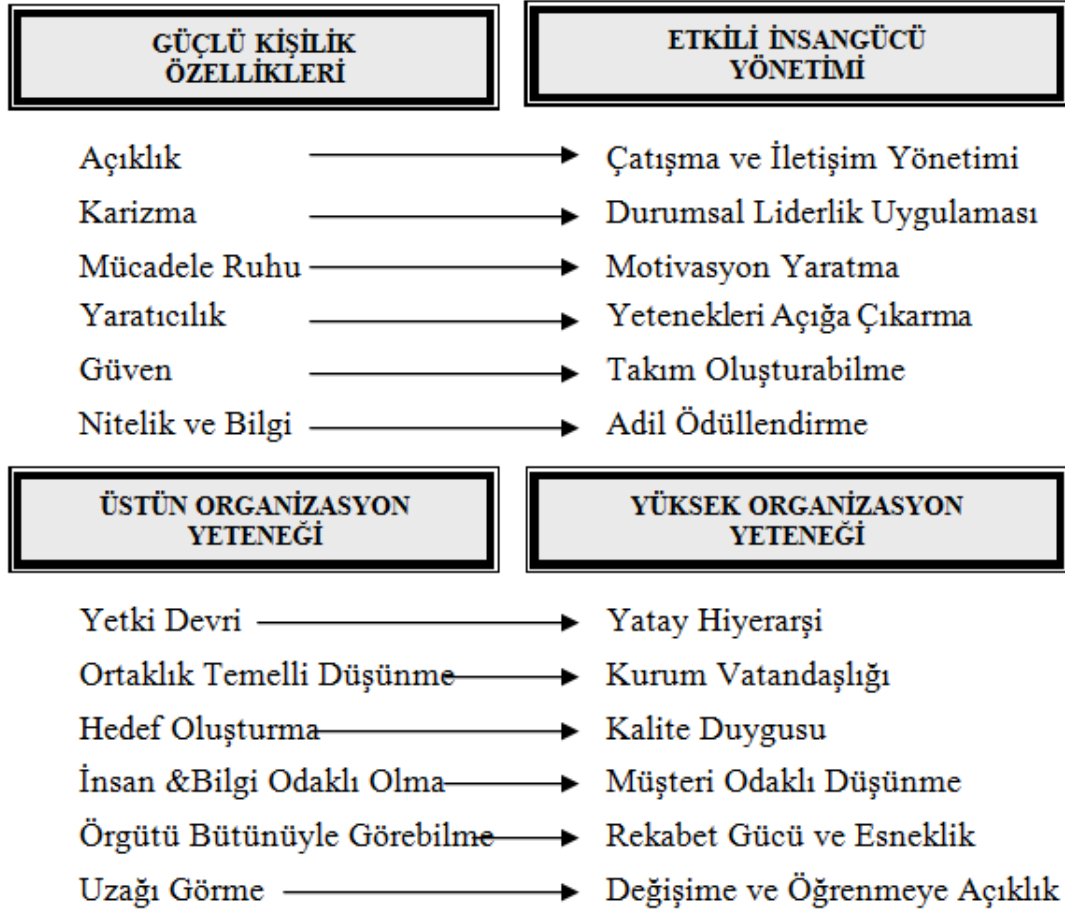 GÜÇLÜ KİŞİLİK
ÖZELLİKLERİ
ETKİLİ İNSANGÜCÜ
YÖNETİMİ
Açıklık Çatışma ve İletişim Yönetimi
Karizma Durumsal Liderlik Uygulaması
Mücadele Ruhu Motivasyon Yaratma
Yaratıcılık Yetenekleri Açığa Çıkarma
Güven Takım Oluşturabilme
Nitelik ve Bilgi Adil Ödüllendirme
ÜSTÜN ORGANİZASYON
YETENEĞİ
YÜKSEK ORGANİZASYON
YETENEĞİ
Yetki Devri Yatay Hiyerarşi
Ortaklık Temelli Düşünme Kurum Vatandaşlığı
Hedef Oluşturma Kalite Duygusu
İnsan &Bilgi Odaklı Olma Müşteri Odaklı Düşünme
Örgütü Bütünüyle Görebilme Rekabet Gücü ve Esneklik
Uzağı Görme Değişime ve Öğrenmeye Açıklık